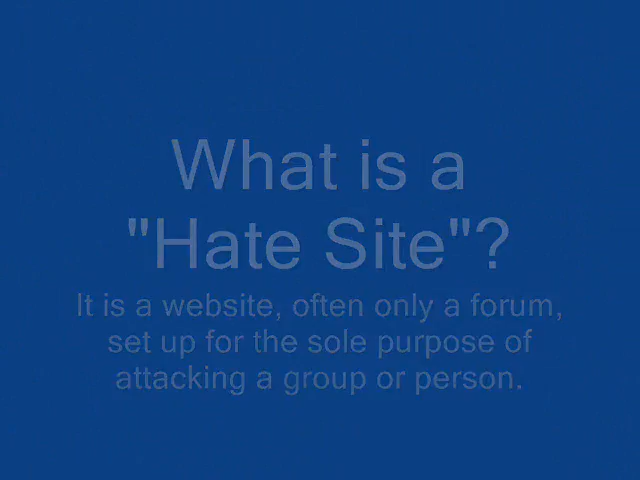 What is a
"Hate Site"?
It is a website, often only a forum,
set up for the sole purpose of
attacking a group or person.